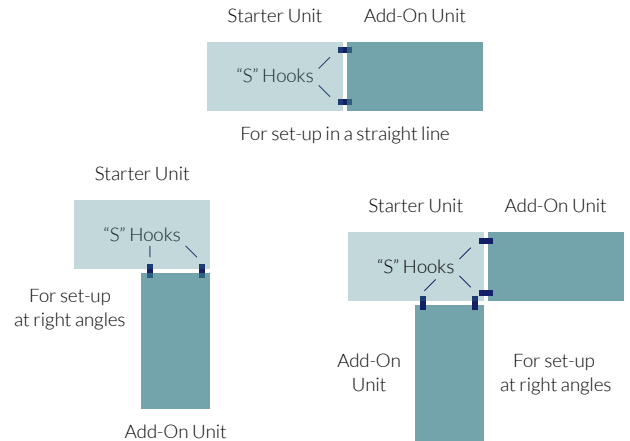 Starter Unit
Add-On Unit
“S” Hooks
For set-up in a straight line
Starter Unit
“S” Hooks
For set-up
at right angles
Add-On Unit
Starter Unit
Add-On Unit
“S” Hooks
Add-On
Unit
For set-up
at right angles